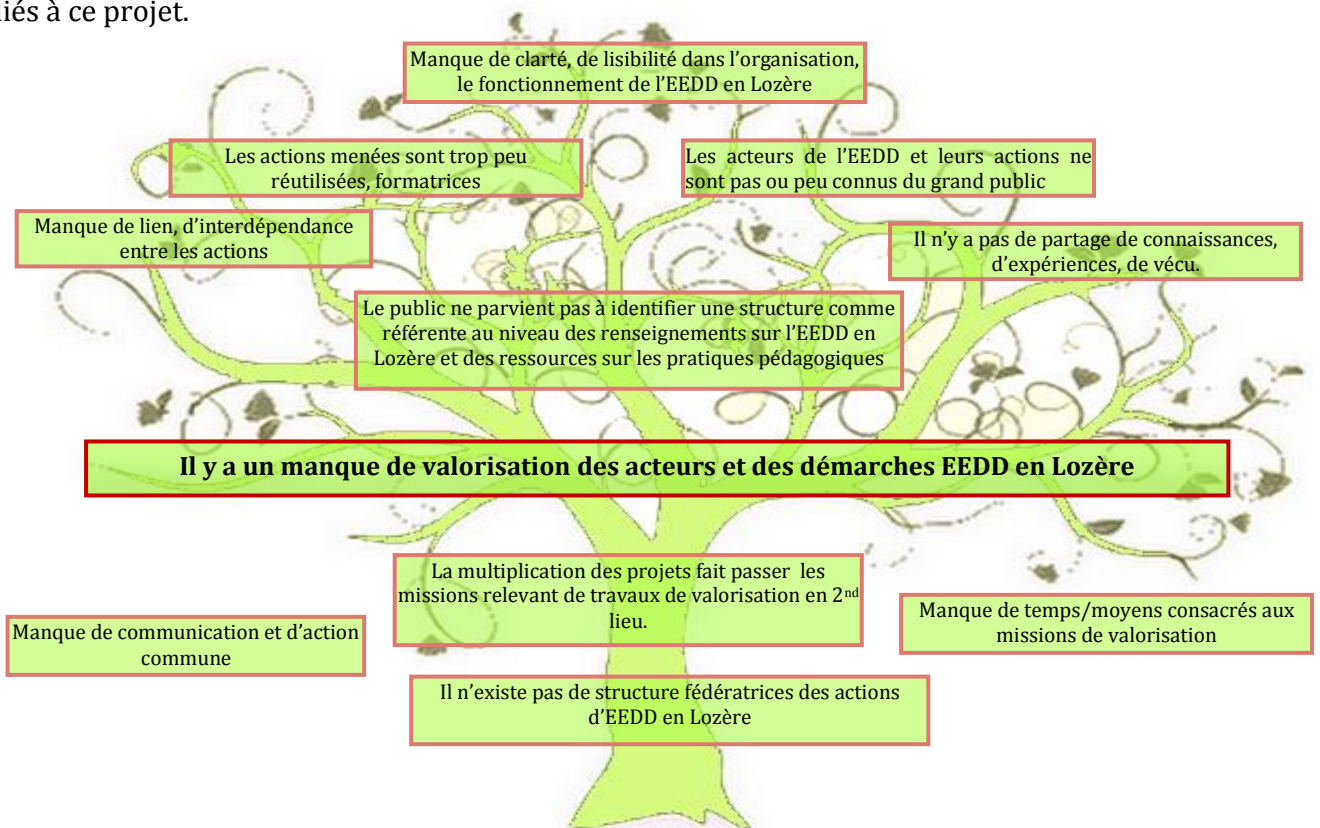 liés à ce projet.
Manque de clarté, de lisibilité dans l’organisation,
le fonctionnement de l’EEDD en Lozère
Les actions menées sont trop peu
réutilisées, formatrices
Les acteurs de l’EEDD et leurs actions ne
sont pas ou peu connus du grand public
Manque de lien, d’interdépendance
entre les actions
Il n’y a pas de partage de connaissances,
d’expériences, de vécu.
Le public ne parvient pas à identifier une structure comme
référente au niveau des renseignements sur l’EEDD en
Lozère et des ressources sur les pratiques pédagogiques
Il y a un manque de valorisation des acteurs et des démarches EEDD en Lozère
La multiplication des projets fait passer les
missions relevant de travaux de valorisation en 2nd
lieu.
Manque de communication et d’action
commune
Manque de temps/moyens consacrés aux
missions de valorisation
Il n’existe pas de structure fédératrices des actions
d’EEDD en Lozère